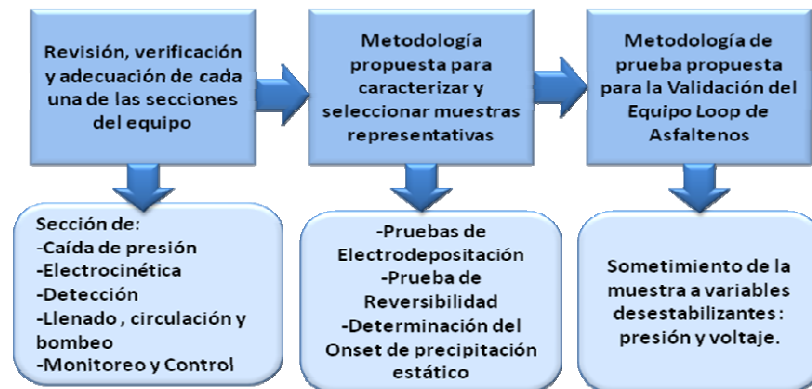 Revisión, verificación
y adecuación de cada
una de las secciones
del equipo
Metodología
propuesta para
caracterizar y
seleccionar muestras
representativas
Metodología de
prueba propuesta
para la Validación del
Equipo Loop de
Asfaltenos
Sección de:
-Caída de presión
-Electrocinética
-Detección
-Llenado , circulación y
bombeo
-Monitoreo y Control
-Pruebas de
Electrodepositación
-Prueba de
Reversibilidad
-Determinación del
Onset de precipitación
estático
Sometimiento de la
muestra a variables
desestabilizantes :
presión y voltaje.